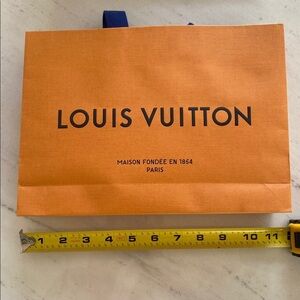 LOUIS VUITTON
MAISON FONDÉE EN 1854
PARIS
1 2 3 4 5 6 7 8 9 10 11